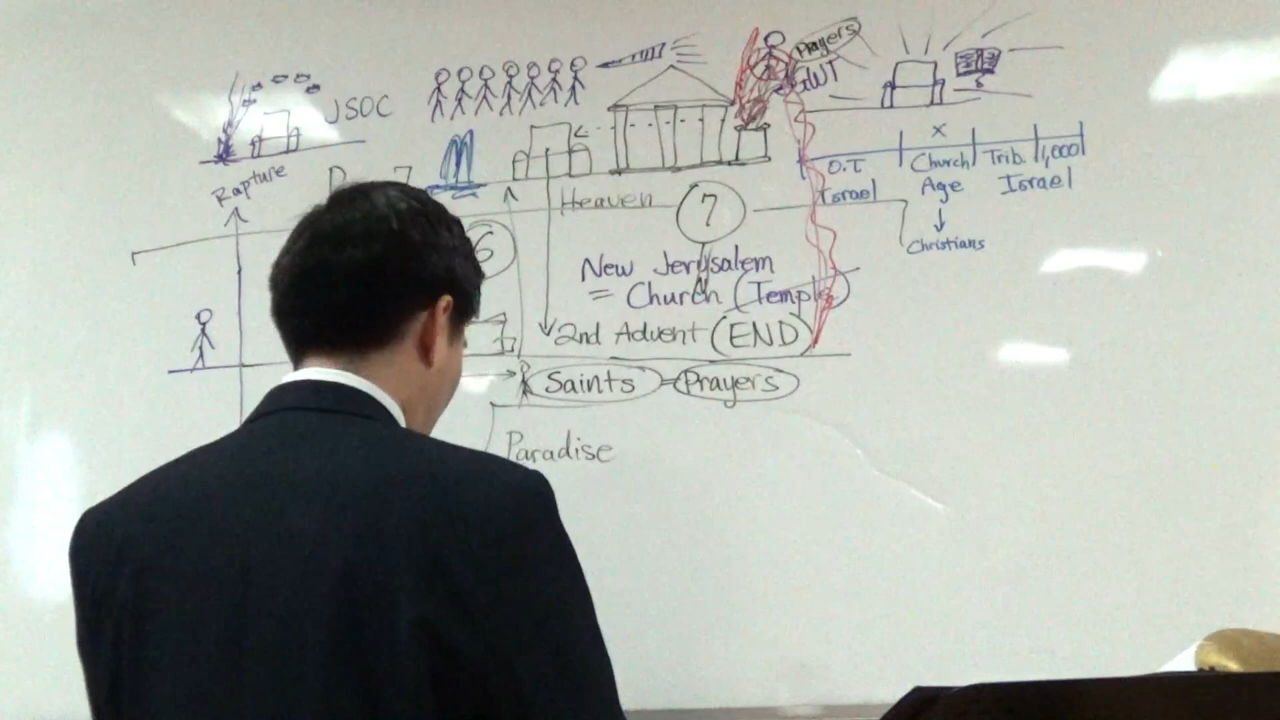 Prayers
JSOC
GWT
Rapture
Heaven
7
6
O.T
Israel
x
Church
Age
Christians
Trib.
1,000
Israel
New Jerusalem
= Church (Temple)
2nd Advent (END)
Saints = Prayers
Paradise